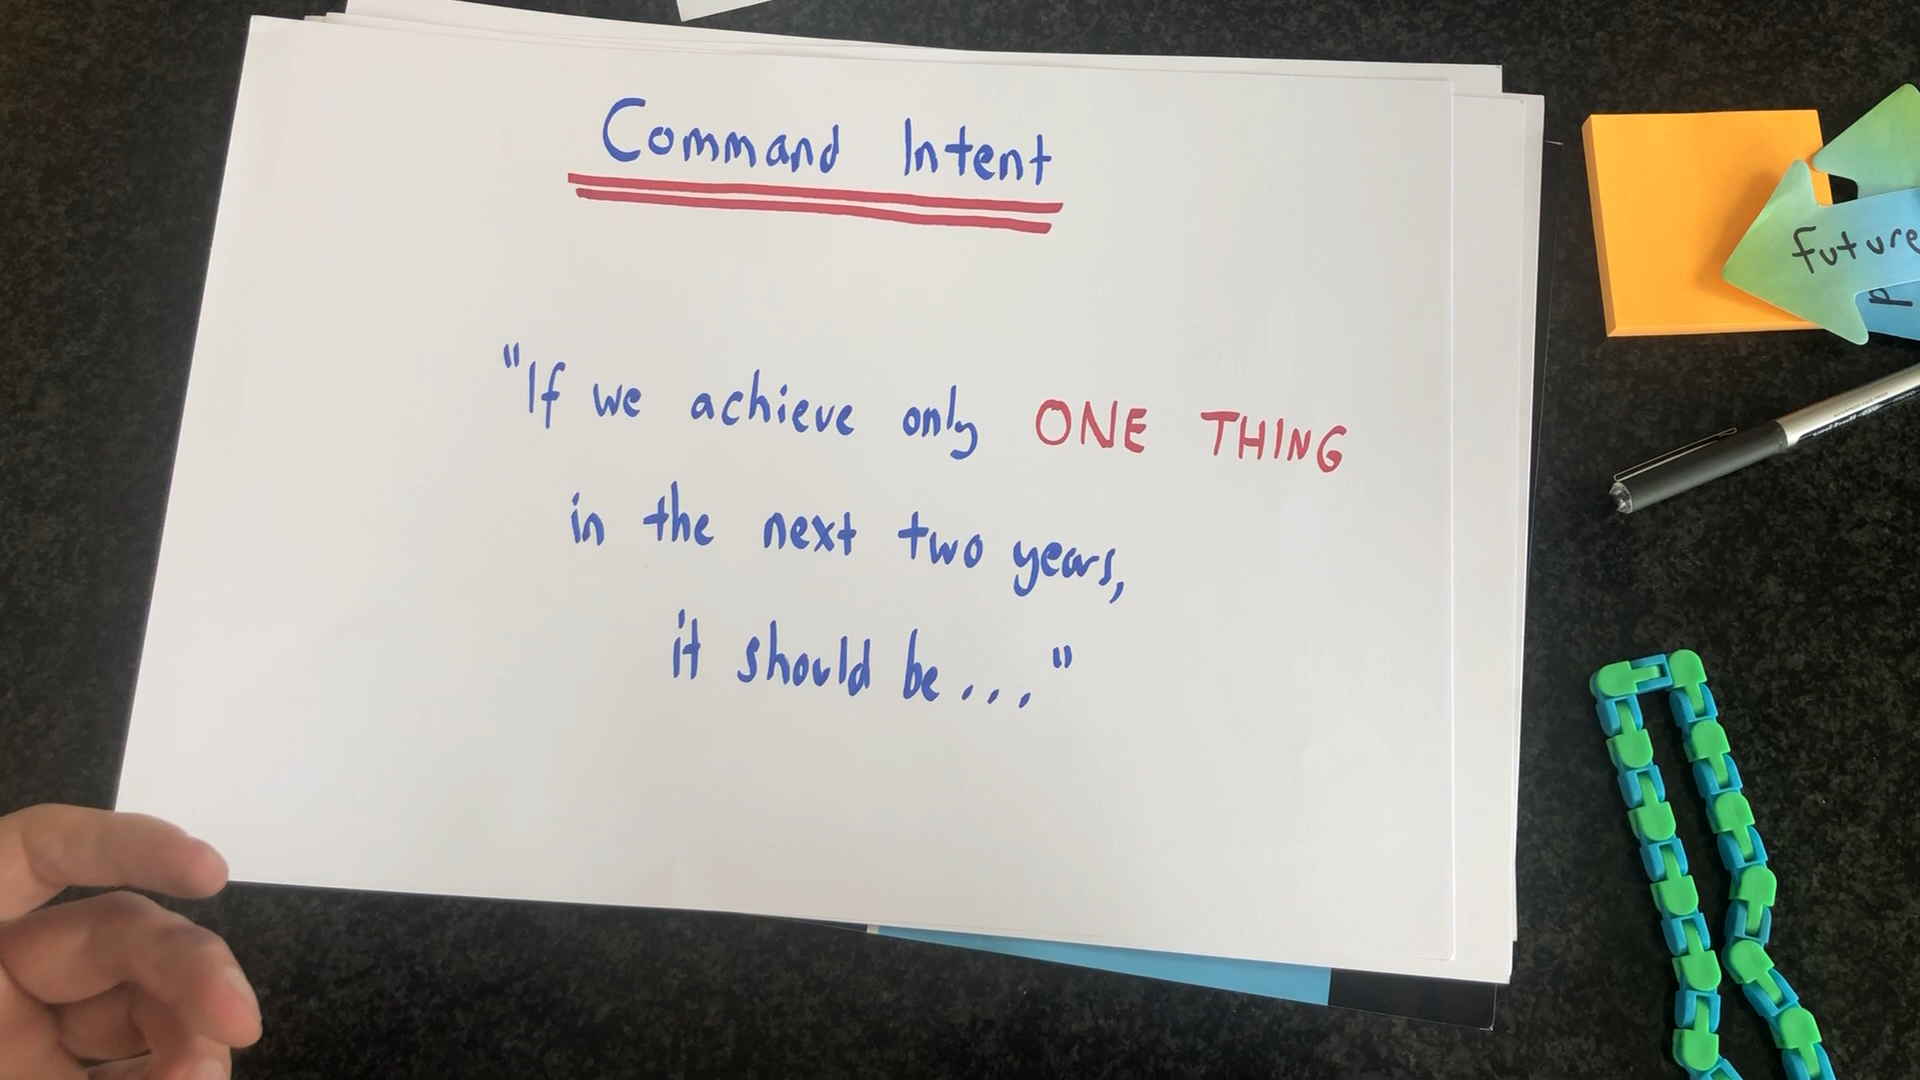 Command Intent
"If we achieve only ONE THING
in the next two years,
it should be..."
future